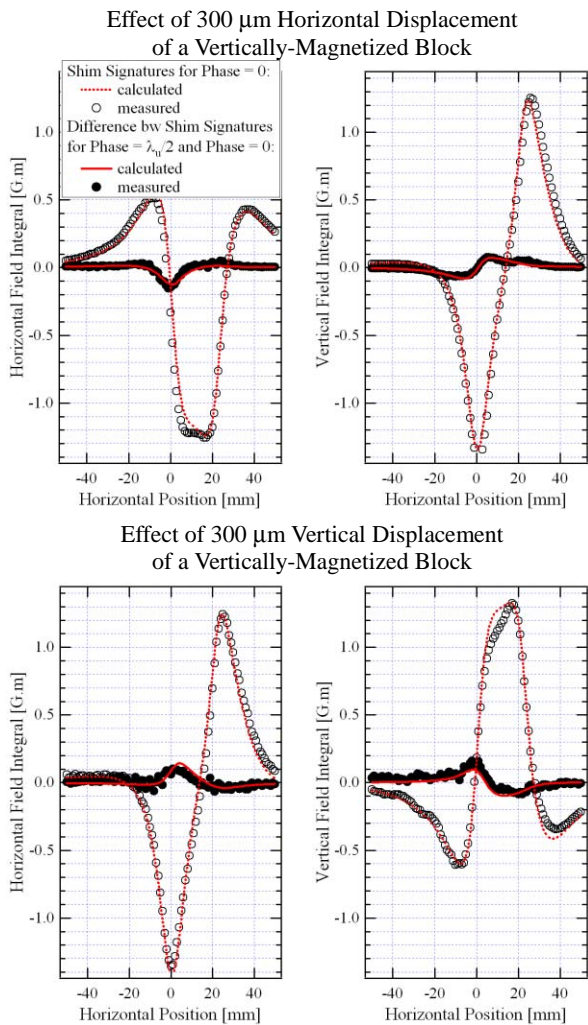 Effect of 300 μm Horizontal Displacement
of a Vertically-Magnetized Block
Shim Signatures for Phase = 0:
calculated
measured
Difference bw Shim Signatures
for Phase = λu/2 and Phase = 0:
calculated
measured
Horizontal Field Integral [G.m]
1.0
0.5
0.0
-0.5
-1.0
-40 -20 0 20 40
Horizontal Position [mm]
Vertical Field Integral [G.m]
1.0
0.5
0.0
-0.5
-1.0
-40 -20 0 20 40
Horizontal Position [mm]
Effect of 300 μm Vertical Displacement
of a Vertically-Magnetized Block
Horizontal Field Integral [G.m]
1.0
0.5
0.0
-0.5
-1.0
-40 -20 0 20 40
Horizontal Position [mm]
Vertical Field Integral [G.m]
1.0
0.5
0.0
-0.5
-1.0
-40 -20 0 20 40
Horizontal Position [mm]